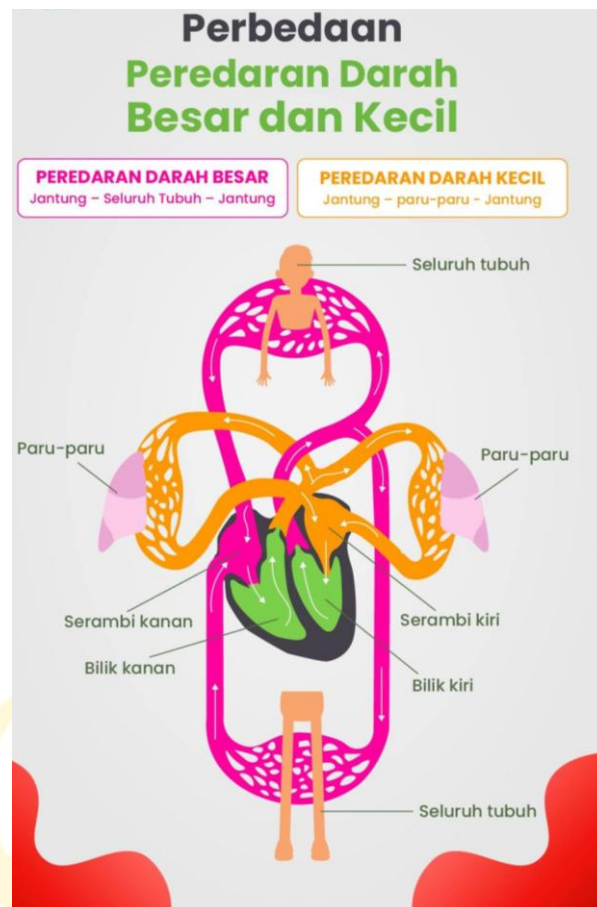 Perbedaan
Peredaran Darah
Besar dan Kecil
PEREDARAN DARAH BESAR
Jantung – Seluruh Tubuh – Jantung
PEREDARAN DARAH KECIL
Jantung – paru-paru - Jantung
Seluruh tubuh
Paru-paru
Paru-paru
Serambi kanan
Serambi kiri
Bilik kanan
Bilik kiri
Seluruh tubuh